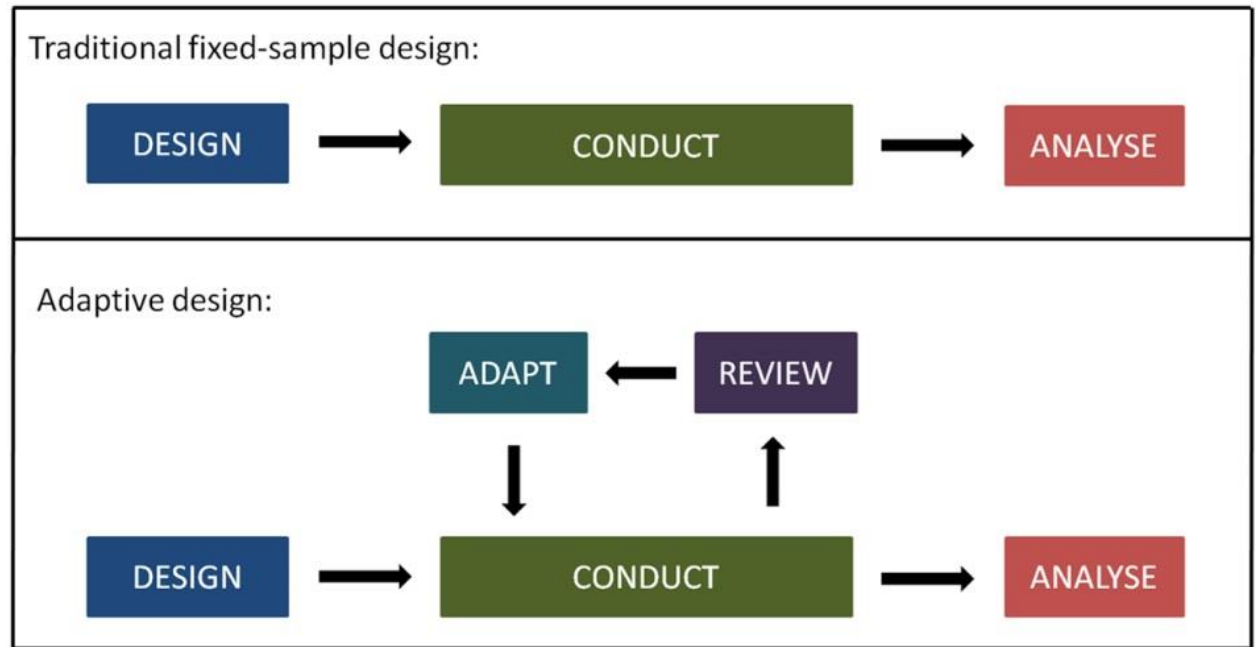 Traditional fixed-sample design:
DESIGN
CONDUCT
ANALYSE
Adaptive design:
ADAPT
REVIEW
DESIGN
CONDUCT
ANALYSE